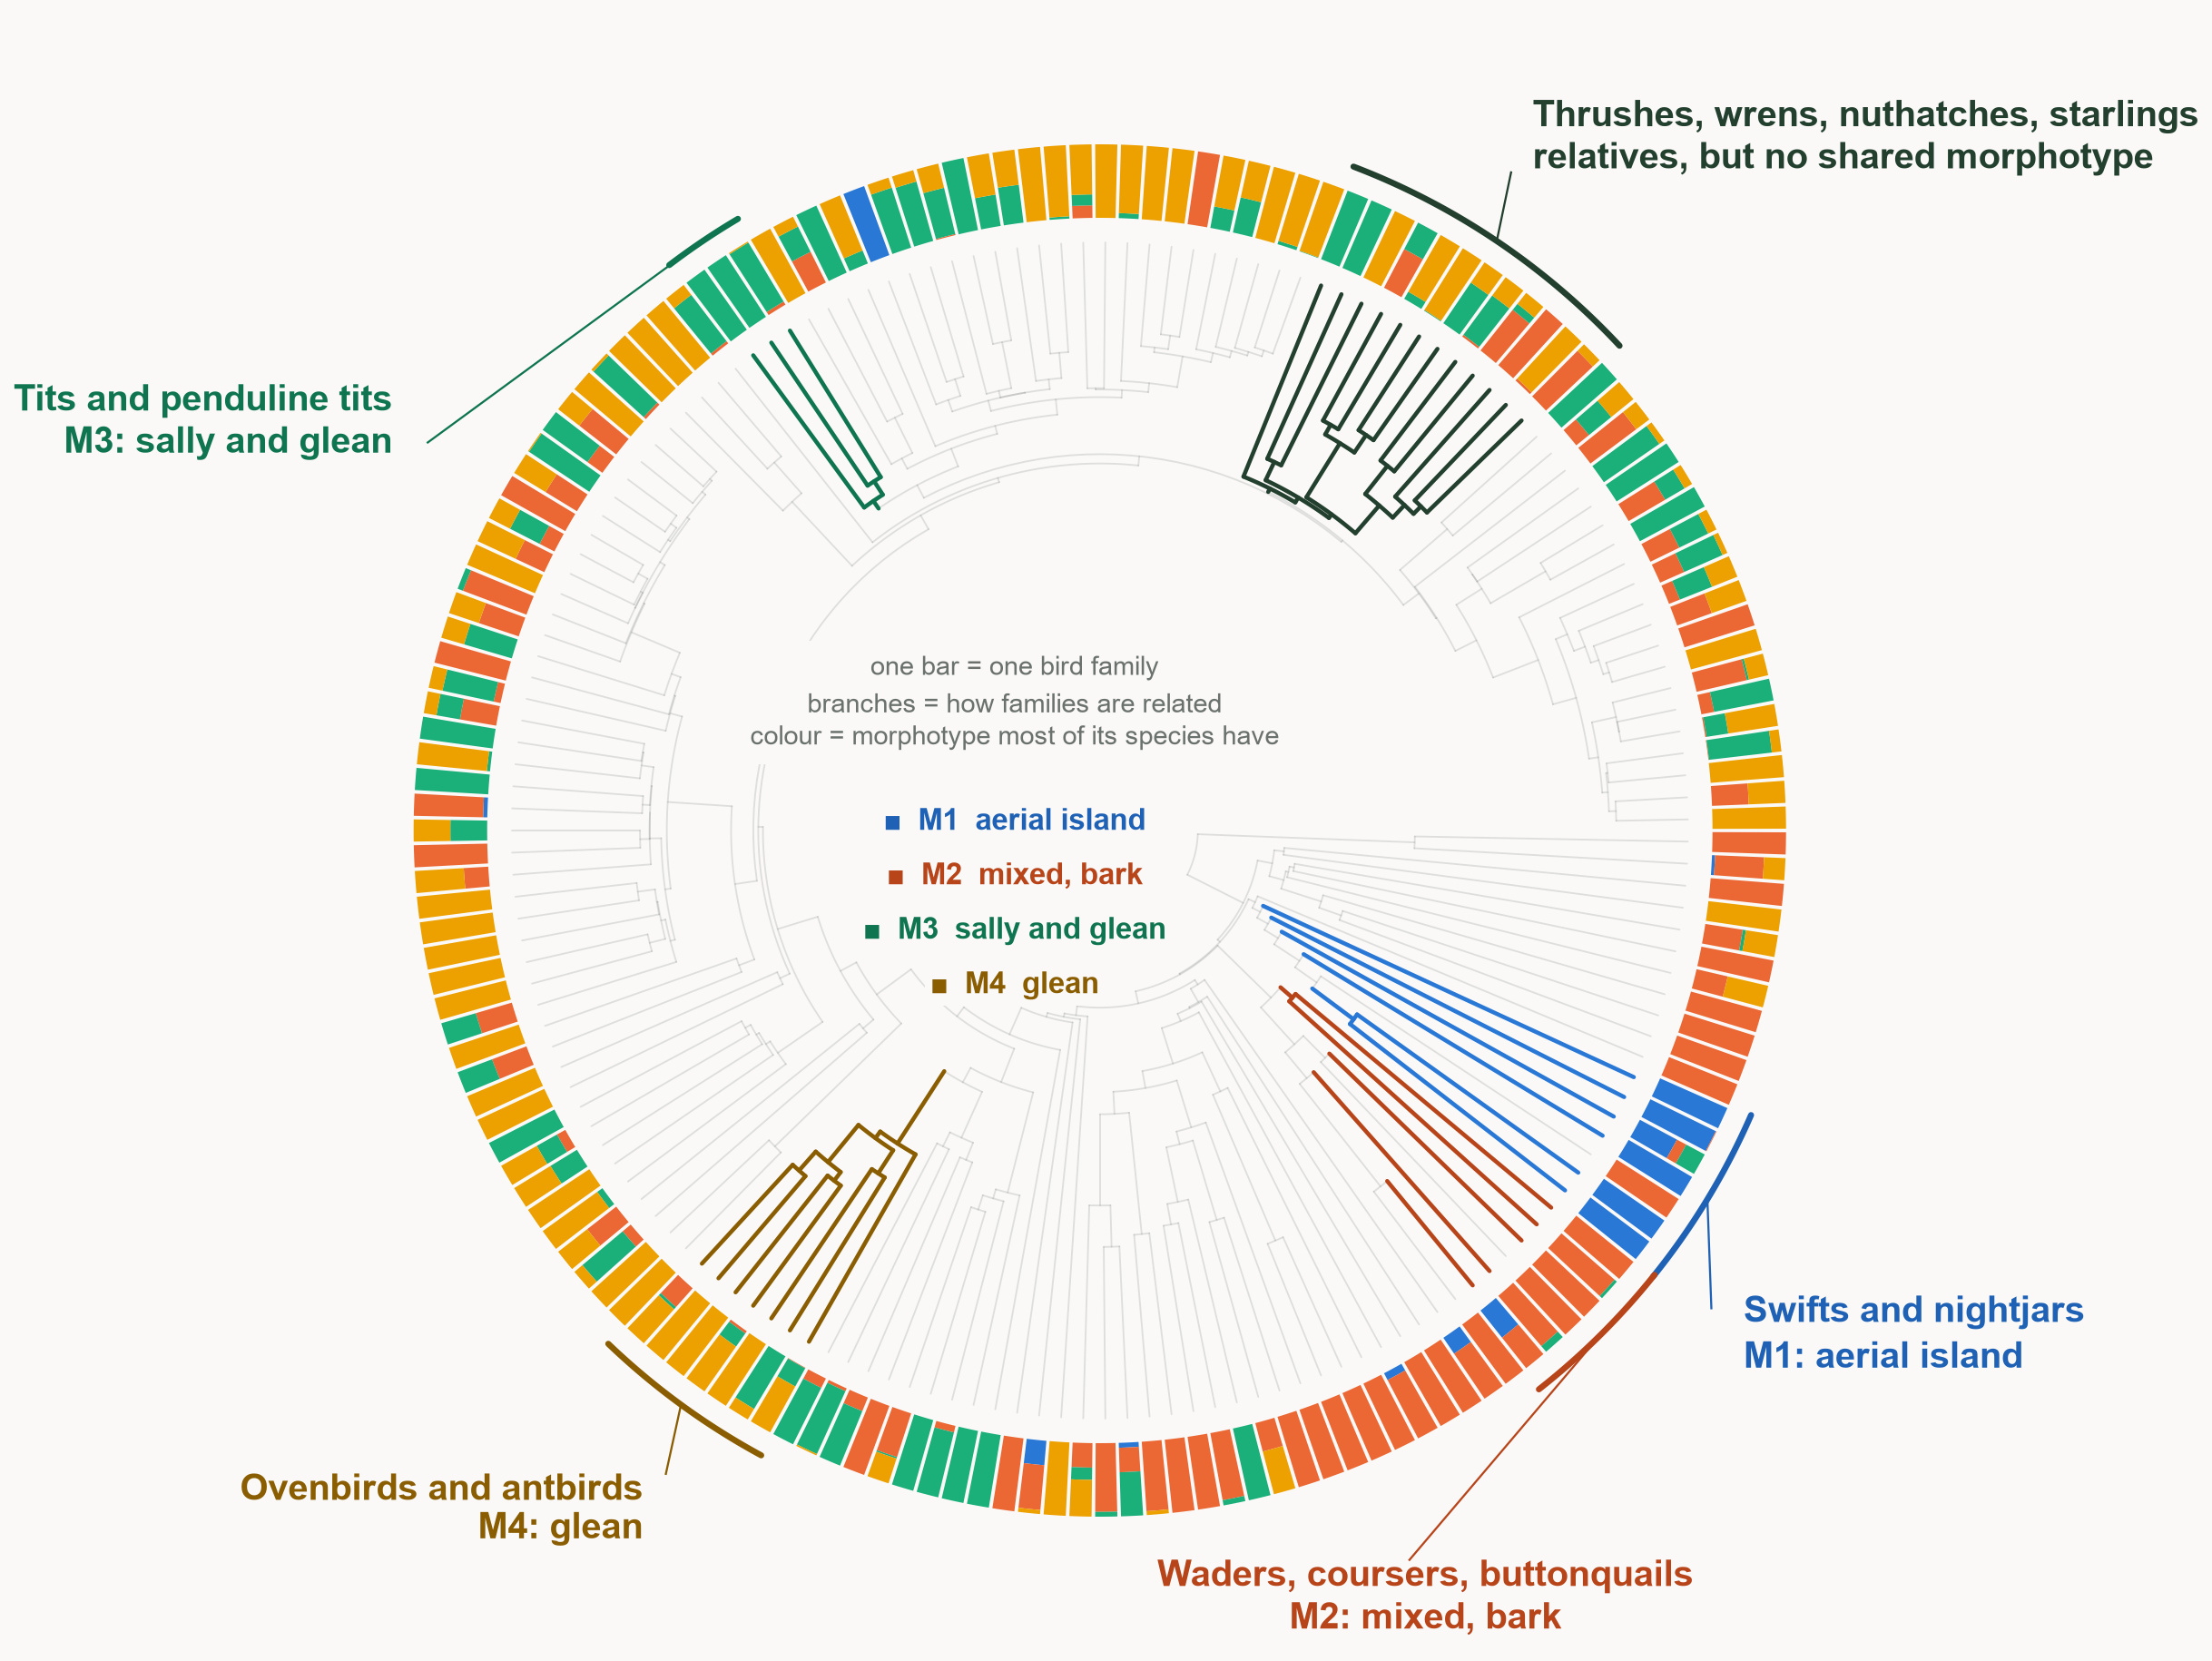 Thrushes, wrens, nuthatches, starlings
relatives, but no shared morphotype
Tits and penduline tits
M3: sally and glean
one bar = one bird family
branches = how families are related
colour = morphotype most of its species have
M1 aerial island
M2 mixed, bark
M3 sally and glean
M4 glean
Swifts and nightjars
M1: aerial island
Ovenbirds and antbirds
M4: glean
Waders, coursers, buttonquails
M2: mixed, bark